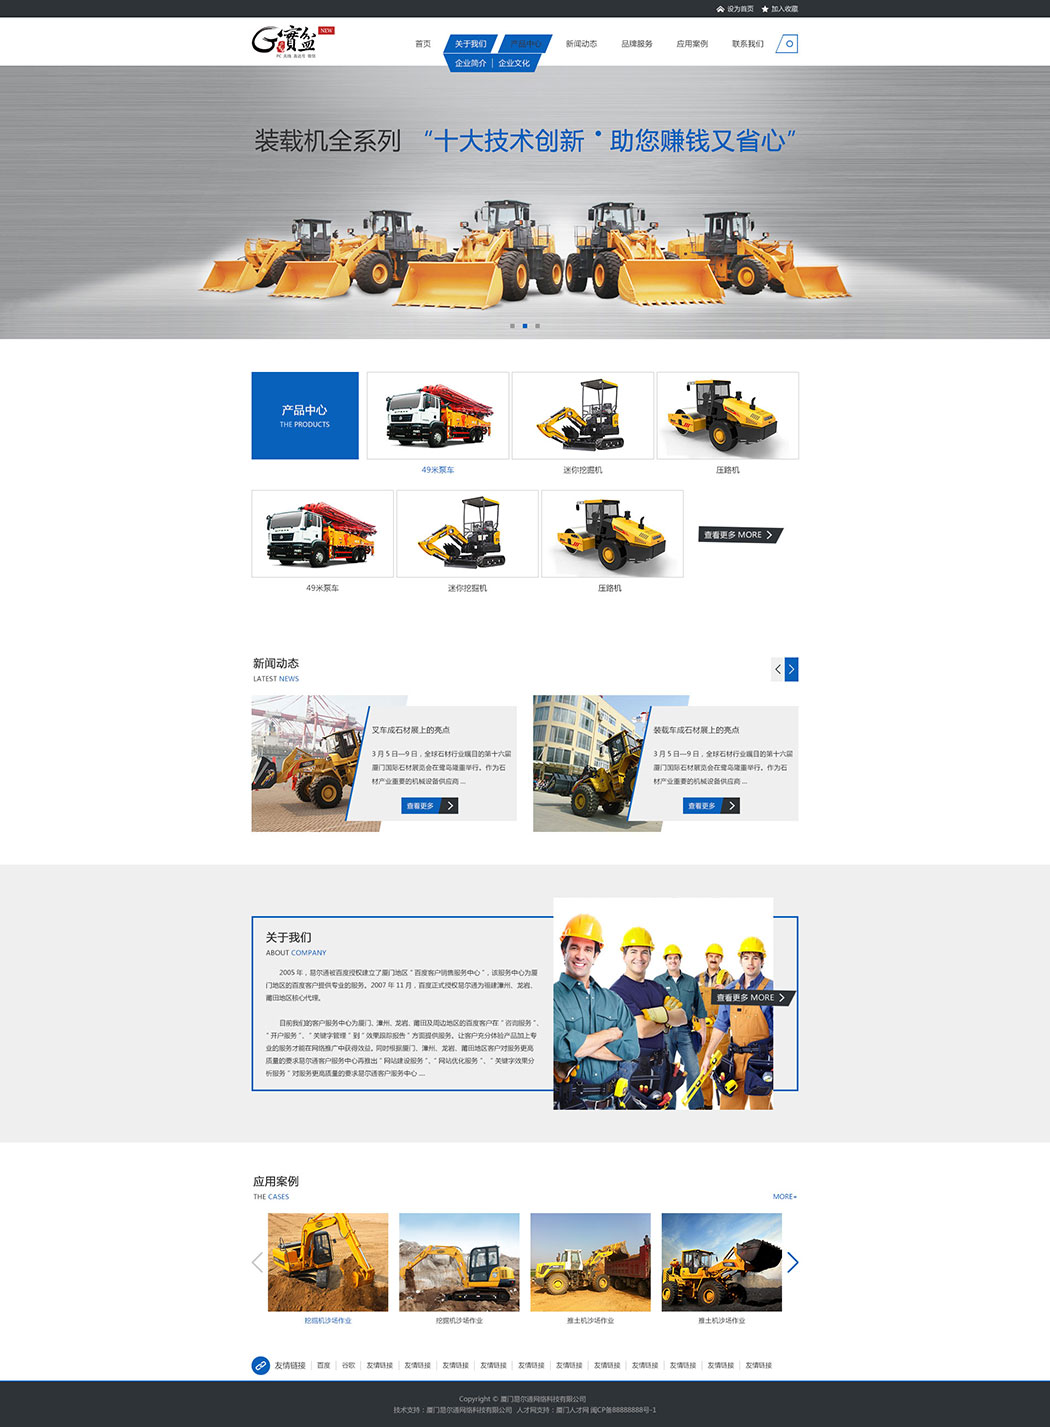 设为首页 加入收藏
寶盆 NEW
首页 关于我们 产品中心 新闻动态 品牌服务 应用案例 联系我们
企业简介 | 企业文化
装载机全系列 “十大技术创新 • 助您赚钱又省心”
产品中心
THE PRODUCTS
49米泵车 迷你挖掘机 压路机
查看更多 MORE
49米泵车 迷你挖掘机 压路机
新闻动态
LATEST NEWS
叉车成石材展上的亮点
3 月 5 日—9 日，全球石材行业瞩目的第十六届
厦门国际石材展览会在鹭岛隆重举行。作为石
材产业重要的机械设备供应商 ...
查看更多
装载车成石材展上的亮点
3 月 5 日—9 日，全球石材行业瞩目的第十六届
厦门国际石材展览会在鹭岛隆重举行。作为石
材产业重要的机械设备供应商 ...
查看更多
关于我们
ABOUT COMPANY
2005 年，易尔通被百度授权建立了厦门地区＂百度客户销售服务中心＂，该服务中心为厦
门地区的百度客户提供专业的服务。2007 年 11 月，百度正式授权易尔通为福建漳州、龙岩、
莆田地区核心代理。
目前我们的客户服务中心为厦门、漳州、龙岩、莆田及周边地区的百度客户在＂咨询服务＂、
＂开户服务＂、＂关键字管理＂到＂效果跟踪报告＂方面提供服务。让客户充分体验产品加上专
业的服务才能在网络推广中获得效益。同时根据厦门、漳州、龙岩、莆田地区客户对服务更高
质量的要求易尔通客户服务中心再推出＂网站建设服务＂、＂网站优化服务＂、＂关键字效果分
析服务＂对服务更高质量的要求易尔通客户服务中心 ....
查看更多 MORE
应用案例
THE CASES
MORE+
挖掘机沙场作业 挖掘机沙场作业 推土机沙场作业 推土机沙场作业
友情链接 | 百度 | 谷歌 | 友情链接 | 友情链接 | 友情链接 | 友情链接 | 友情链接 | 友情链接 | 友情链接 | 友情链接 | 友情链接 | 友情链接 | 友情链接
Copyright © 厦门易尔通网络科技有限公司
技术支持：厦门易尔通网络科技有限公司 人才网支持：厦门人才网 闽CP备88888888号-1